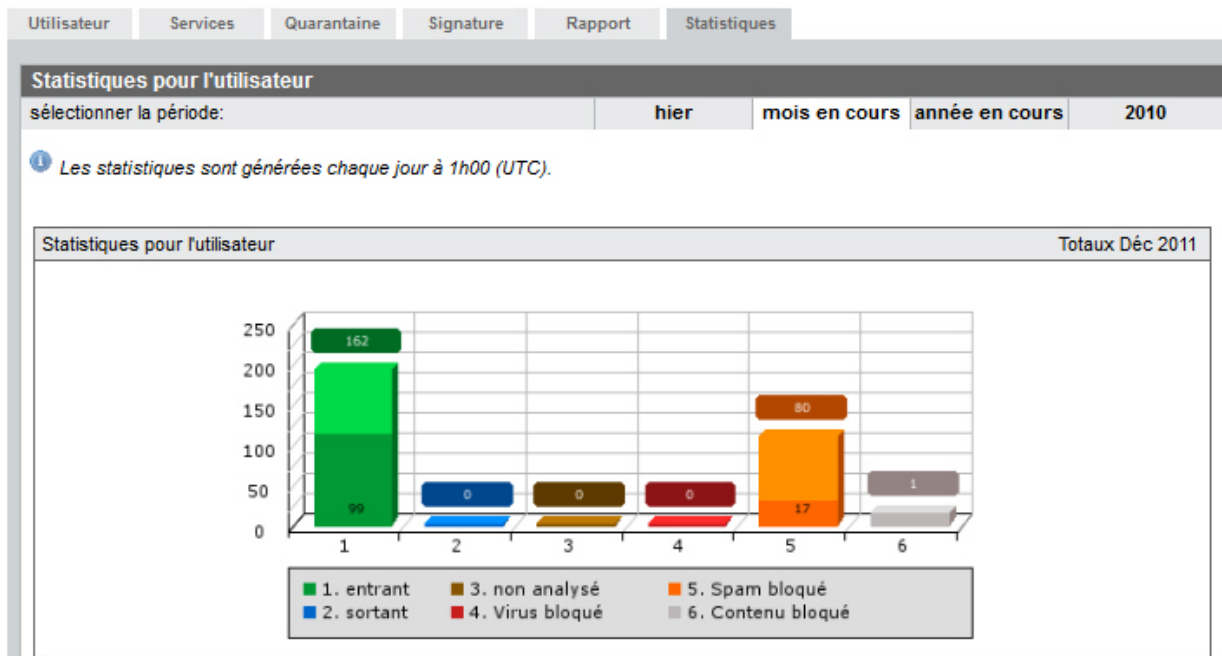 Utilisateur Services Quarantaine Signature Rapport Statistiques
Statistiques pour l'utilisateur
sélectionner la période: hier mois en cours année en cours 2010
Les statistiques sont générées chaque jour à 1h00 (UTC).
Statistiques pour l'utilisateur Totaux Déc 2011
250
162
200
150
80
100
50
0 0 0 1
99 17
0
1 2 3 4 5 6
1. entrant 3. non analysé 5. Spam bloqué
2. sortant 4. Virus bloqué 6. Contenu bloqué